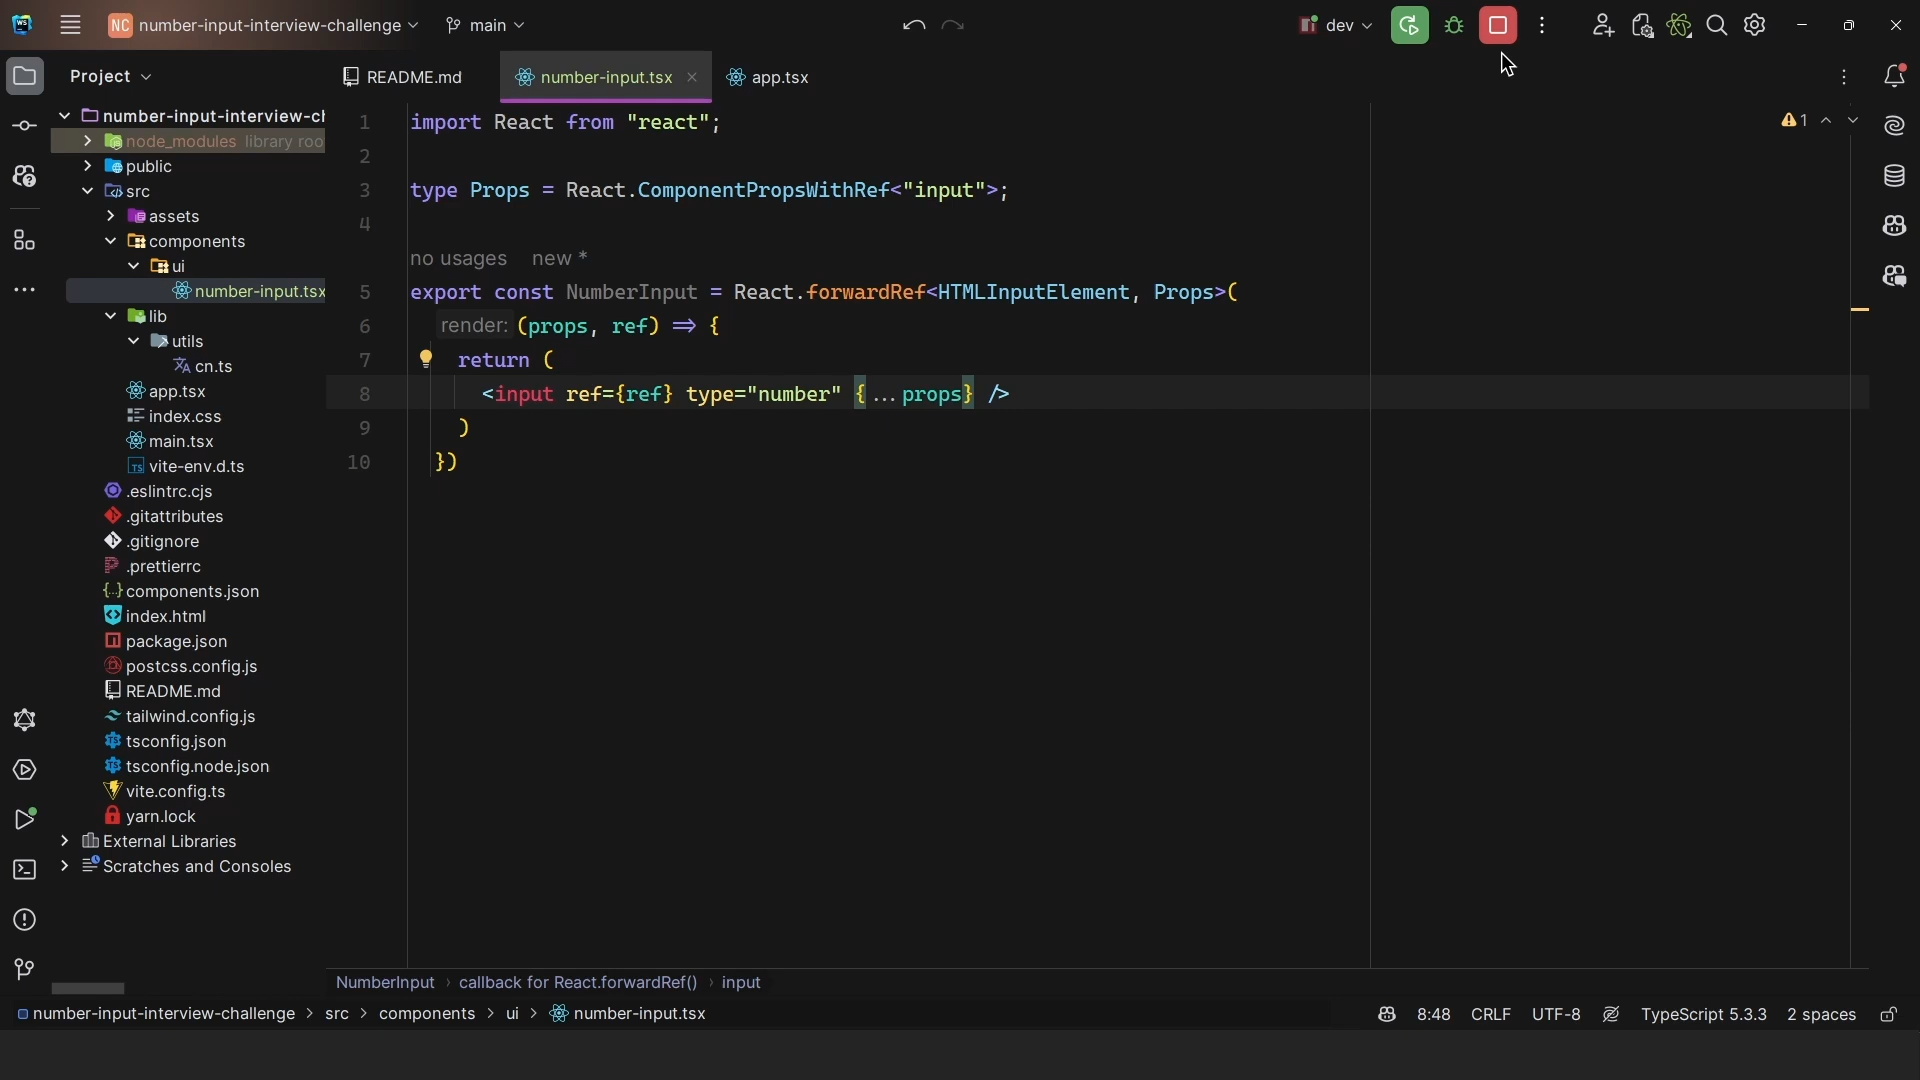 NC number-input-interview-challenge
main
dev
Project
README.md
number-input.tsx
app.tsx
number-input-interview-ch
node_modules library roo
public
src
assets
components
ui
number-input.tsx
lib
utils
cn.ts
app.tsx
index.css
main.tsx
vite-env.d.ts
.eslintrc.cjs
.gitattributes
.gitignore
.prettierrc
components.json
index.html
package.json
postcss.config.js
README.md
tailwind.config.js
tsconfig.json
tsconfig.node.json
vite.config.ts
yarn.lock
External Libraries
Scratches and Consoles
1 import React from "react";
2
3 type Props = React.ComponentPropsWithRef<"input">;
4
no usages new *
5 export const NumberInput = React.forwardRef<HTMLInputElement, Props>(
6 render: (props, ref) => {
7 return (
8 <input ref={ref} type="number" {...props} />
9 )
10 })
1
NumberInput › callback for React.forwardRef() › input
number-input-interview-challenge > src > components > ui > number-input.tsx
8:48 CRLF UTF-8 TypeScript 5.3.3 2 spaces